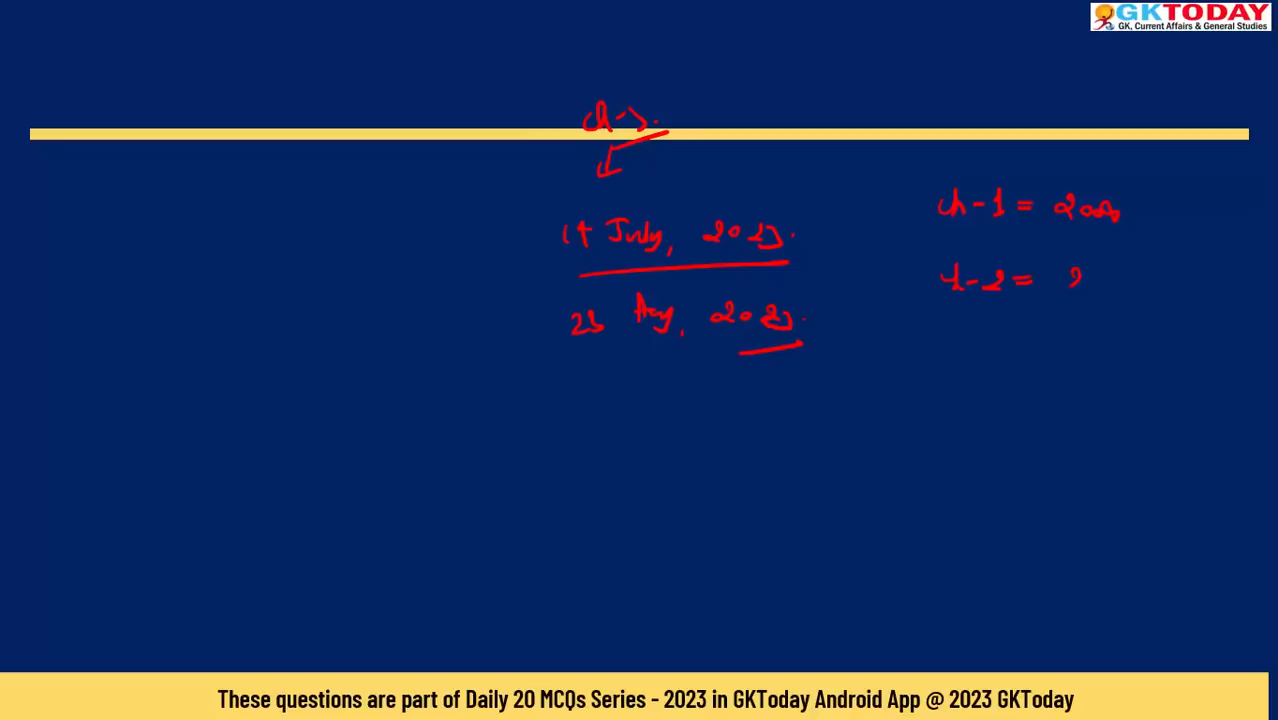 GKTODAY
GK, Current Affairs & General Studies
ch-3.
14 July, 2023.
23 Aug, 2023.
ch-1 = 2008
ch-2 =
These questions are part of Daily 20 MCQs Series - 2023 in GKToday Android App @ 2023 GKToday